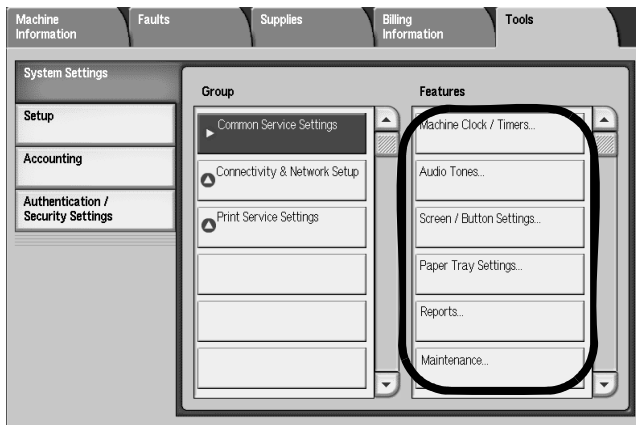 Machine
Information
Faults
Supplies
Billing
Information
Tools
System Settings
Setup
Accounting
Authentication /
Security Settings
Group
Common Service Settings
Connectivity & Network Setup
Print Service Settings
Features
Machine Clock / Timers...
Audio Tones...
Screen / Button Settings...
Paper Tray Settings...
Reports...
Maintenance...